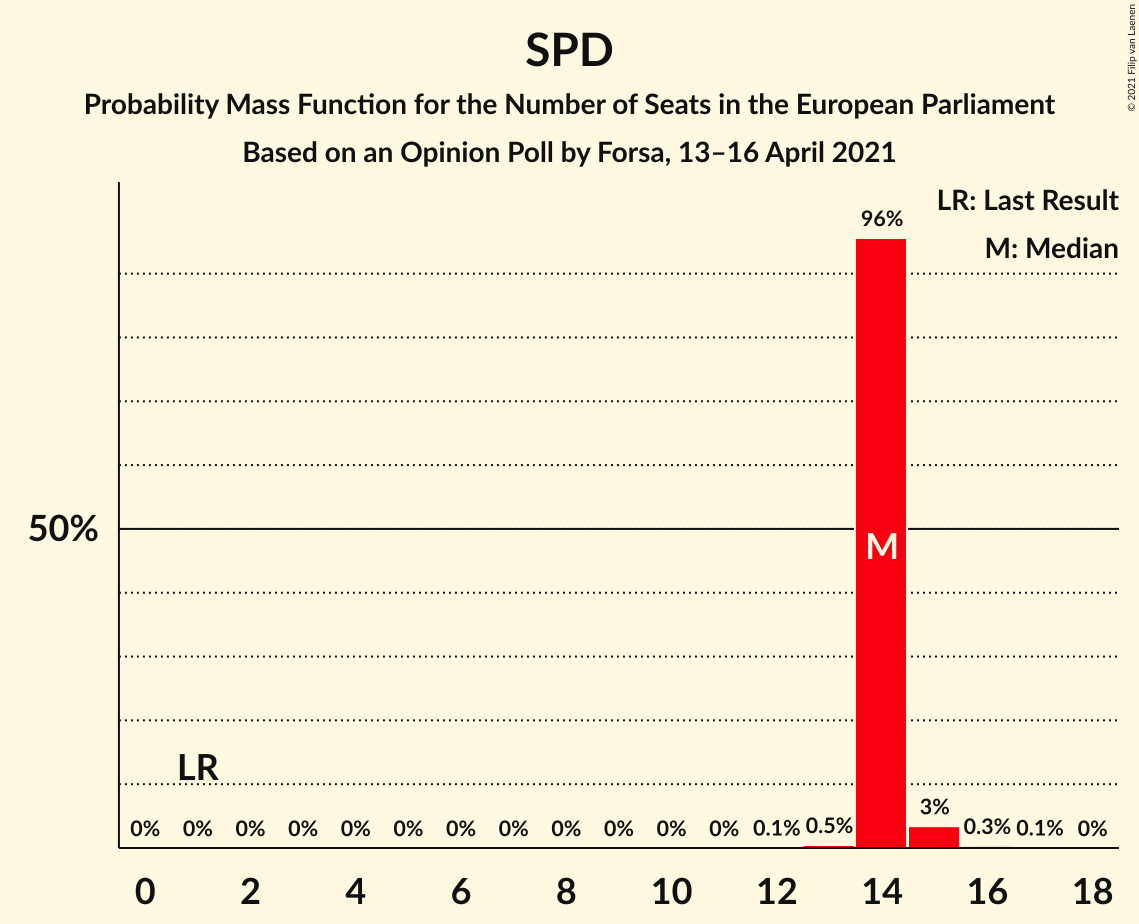 SPD
Probability Mass Function for the Number of Seats in the European Parliament
Based on an Opinion Poll by Forsa, 13–16 April 2021
© 2021 Filip van Laenen
LR: Last Result
M: Median
96%
50%
M
LR
0% 0% 0% 0% 0% 0% 0% 0% 0% 0% 0% 0% 0.1% 0.5% 3% 0.3% 0.1% 0%
0 2 4 6 8 10 12 14 16 18